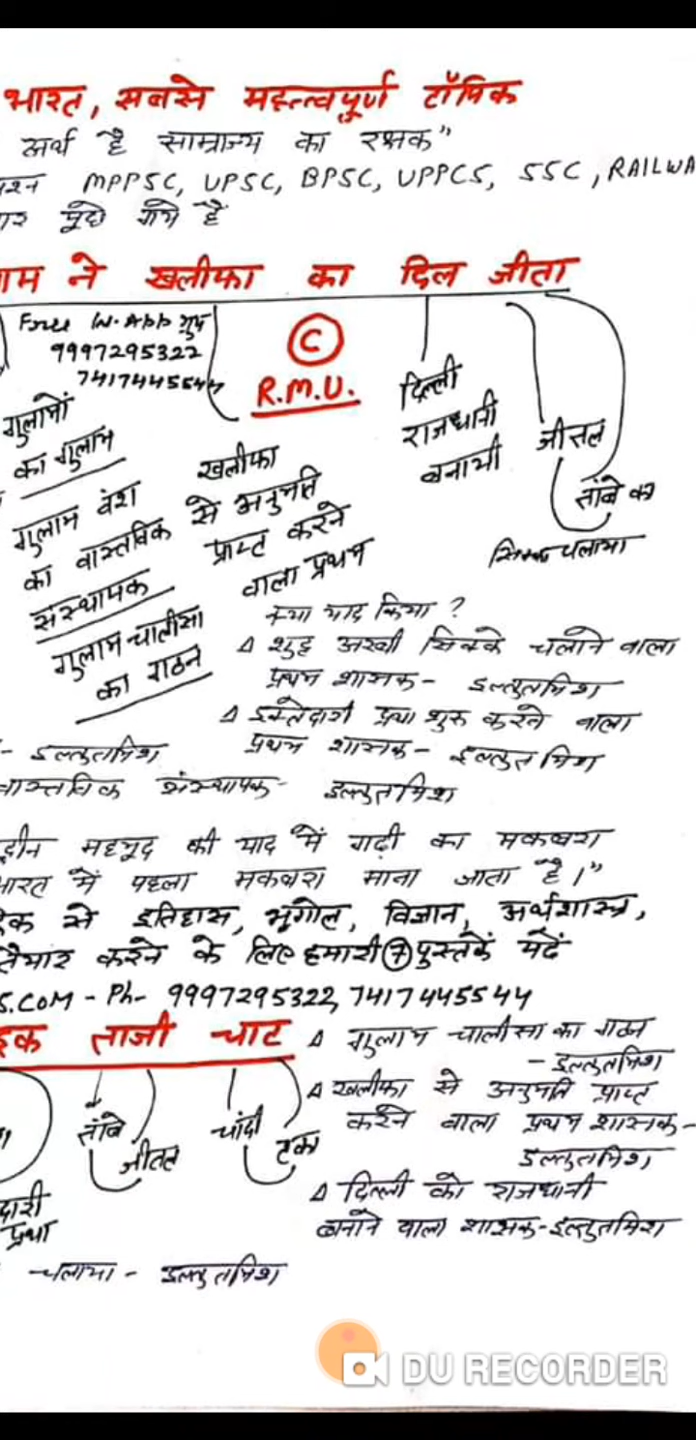 भारत, सबसे महत्त्वपूर्ण टॉपिक
अर्थ है साम्राज्य का रक्षक"
MPPSC, UPSC, BPSC, UPPCS, SSC, RAILWA
पूछे गये हैं
ने खलीफा का दिल जीता
Free W.App ग्रुप
9997295322
7417445544
© R.M.U.
गुलामों
का गुलाम
गुलाम वंश
का वास्तविक
संस्थापक
गुलाम चालीसा
का गठन
खलीफा
से अनुमति
प्राप्त करने
वाला प्रथम
दिल्ली
राजधानी
बनायी
जीतल
तांबे का
सिक्का चलाया
क्या याद किया ?
Δ शुद्ध अरबी सिक्के चलाने वाला
प्रथम शासक- इल्तुतमिश
Δ इक्तेदारी प्रथा शुरू करने वाला
प्रथम शासक- इल्तुतमिश
- इल्तुतमिश
वास्तविक संस्थापक- इल्तुतमिश
महमूद की याद में गढ़ी का मकबरा
भारत में पहला मकबरा माना जाता है।"
से इतिहास, भूगोल, विज्ञान, अर्थशास्त्र,
तैयार करने के लिए हमारी ⑦ पुस्तकें पढ़ें
S.COM - Ph- 9997295322, 7417445544
ताजी चाट
तांबे
जीतल
चांदी
टका
दारी
प्रथा
चलाया - इल्तुतमिश
Δ गुलाम चालीसा का गठन
- इल्तुतमिश
Δ खलीफा से अनुमति प्राप्त
करने वाला प्रथम शासक-
इल्तुतमिश
Δ दिल्ली को राजधानी
बनाने वाला शासक-इल्तुतमिश
DU RECORDER